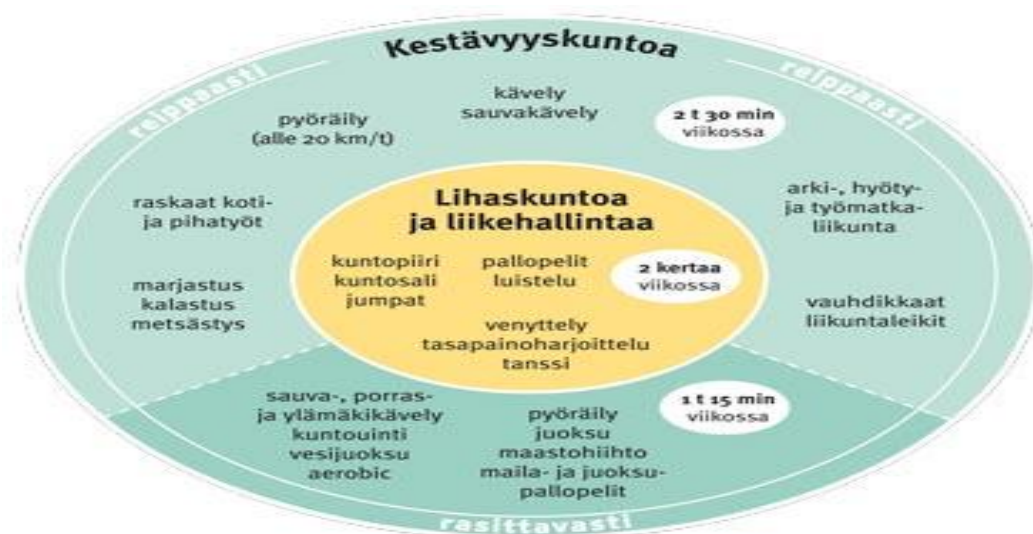 Kestävyyskuntoa
reippaasti
reippaasti
kävely
sauvakävely
2 t 30 min
viikossa
pyöräily
(alle 20 km/t)
raskaat koti-
ja pihatyöt
marjastus
kalastus
metsästys
arki-, hyöty-
ja työmatka-
liikunta
vauhdikkaat
liikuntaleikit
Lihaskuntoa
ja liikehallintaa
kuntopiiri
kuntosali
jumpat
pallopelit
luistelu
2 kertaa
viikossa
venyttely
tasapainoharjoittelu
tanssi
sauva-, porras-
ja ylämäkikävely
kuntouinti
vesijuoksu
aerobic
pyöräily
juoksu
maastohiihto
maila- ja juoksu-
pallopelit
1 t 15 min
viikossa
rasittavasti